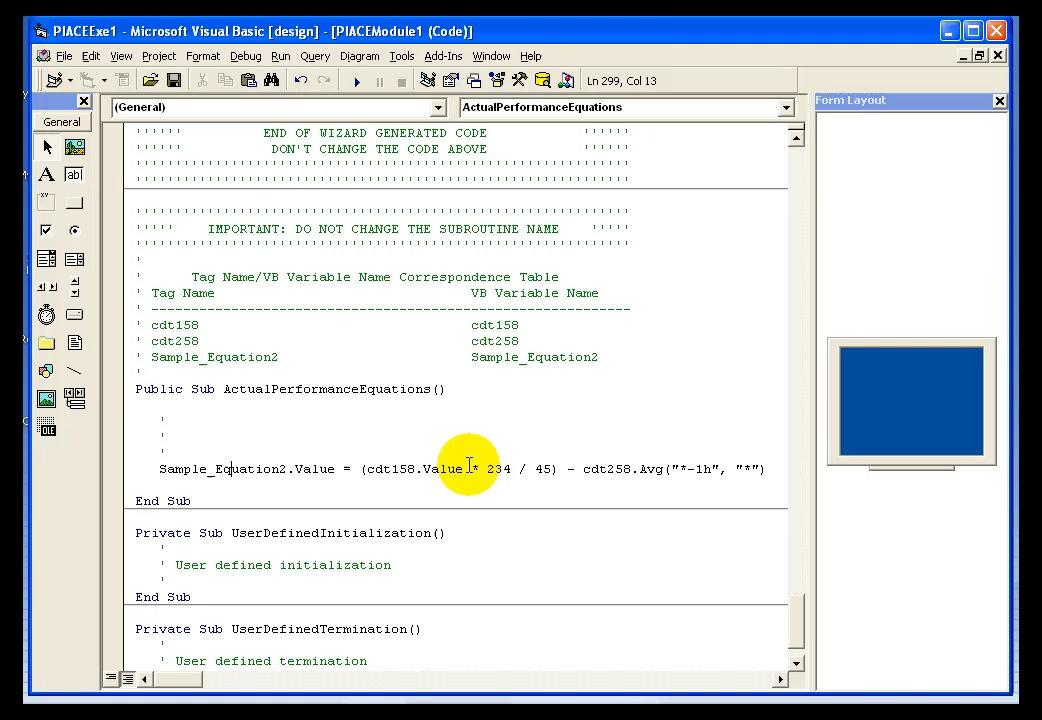 PIACEExe1 - Microsoft Visual Basic [design] - [PIACEModule1 (Code)]
File Edit View Project Format Debug Run Query Diagram Tools Add-Ins Window Help
Ln 299, Col 13
General
(General)
ActualPerformanceEquations
Form Layout
'''''' END OF WIZARD GENERATED CODE ''''''
'''''' DON'T CHANGE THE CODE ABOVE ''''''
''''''''''''''''''''''''''''''''''''''''''''''''''''''''''''''
''''''''''''''''''''''''''''''''''''''''''''''''''''''''''''''
''''''''''''''''''''''''''''''''''''''''''''''''''''''''''''''
''''' IMPORTANT: DO NOT CHANGE THE SUBROUTINE NAME '''''
''''''''''''''''''''''''''''''''''''''''''''''''''''''''''''''
'
' Tag Name/VB Variable Name Correspondence Table
' Tag Name VB Variable Name
' ------------------------------------------------------------
' cdt158 cdt158
' cdt258 cdt258
' Sample_Equation2 Sample_Equation2
'
Public Sub ActualPerformanceEquations()
'
'
'
Sample_Equation2.Value = (cdt158.Value * 234 / 45) - cdt258.Avg("*-1h", "*")
End Sub
Private Sub UserDefinedInitialization()
'
' User defined initialization
'
End Sub
Private Sub UserDefinedTermination()
'
' User defined termination
A
ab
xy
OLE